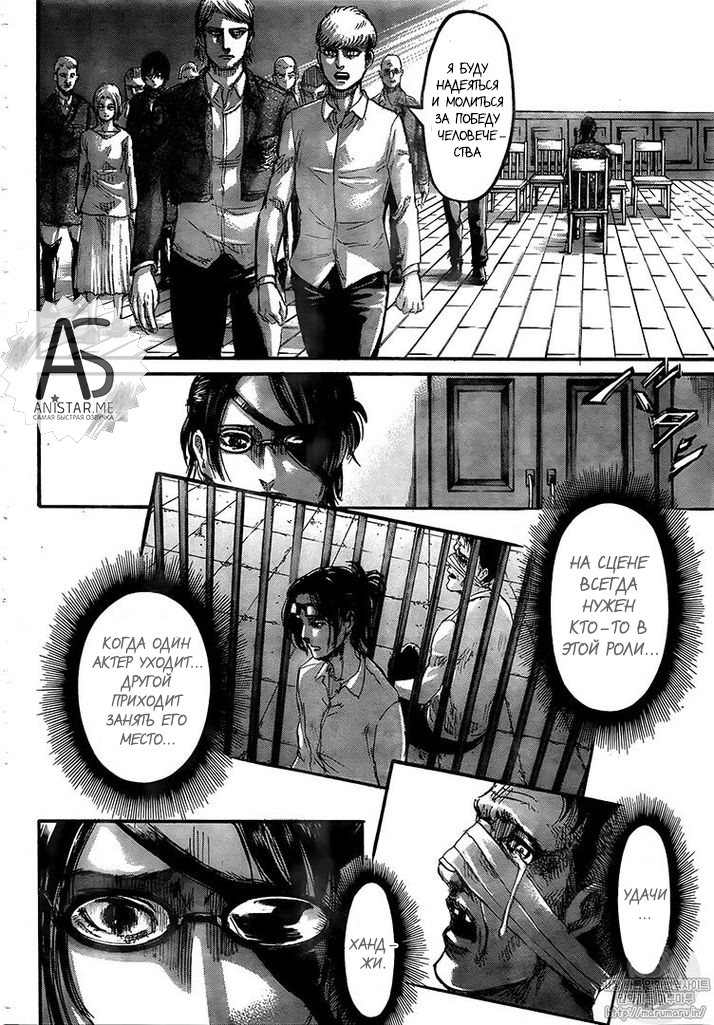 Я БУДУ
НАДЕЯТЬСЯ
И МОЛИТЬСЯ
ЗА ПОБЕДУ
ЧЕЛОВЕЧЕ-
СТВА
AS
ANISTAR.ME
САМАЯ БЫСТРАЯ ОЗВУЧКА
НА СЦЕНЕ
ВСЕГДА
НУЖЕН
КТО-ТО В
ЭТОЙ РОЛИ...
КОГДА ОДИН
АКТЕР УХОДИТ...
ДРУГОЙ
ПРИХОДИТ
ЗАНЯТЬ ЕГО
МЕСТО...
УДАЧИ
...
ХАНД-
ЖИ.
http://marumaru.in/